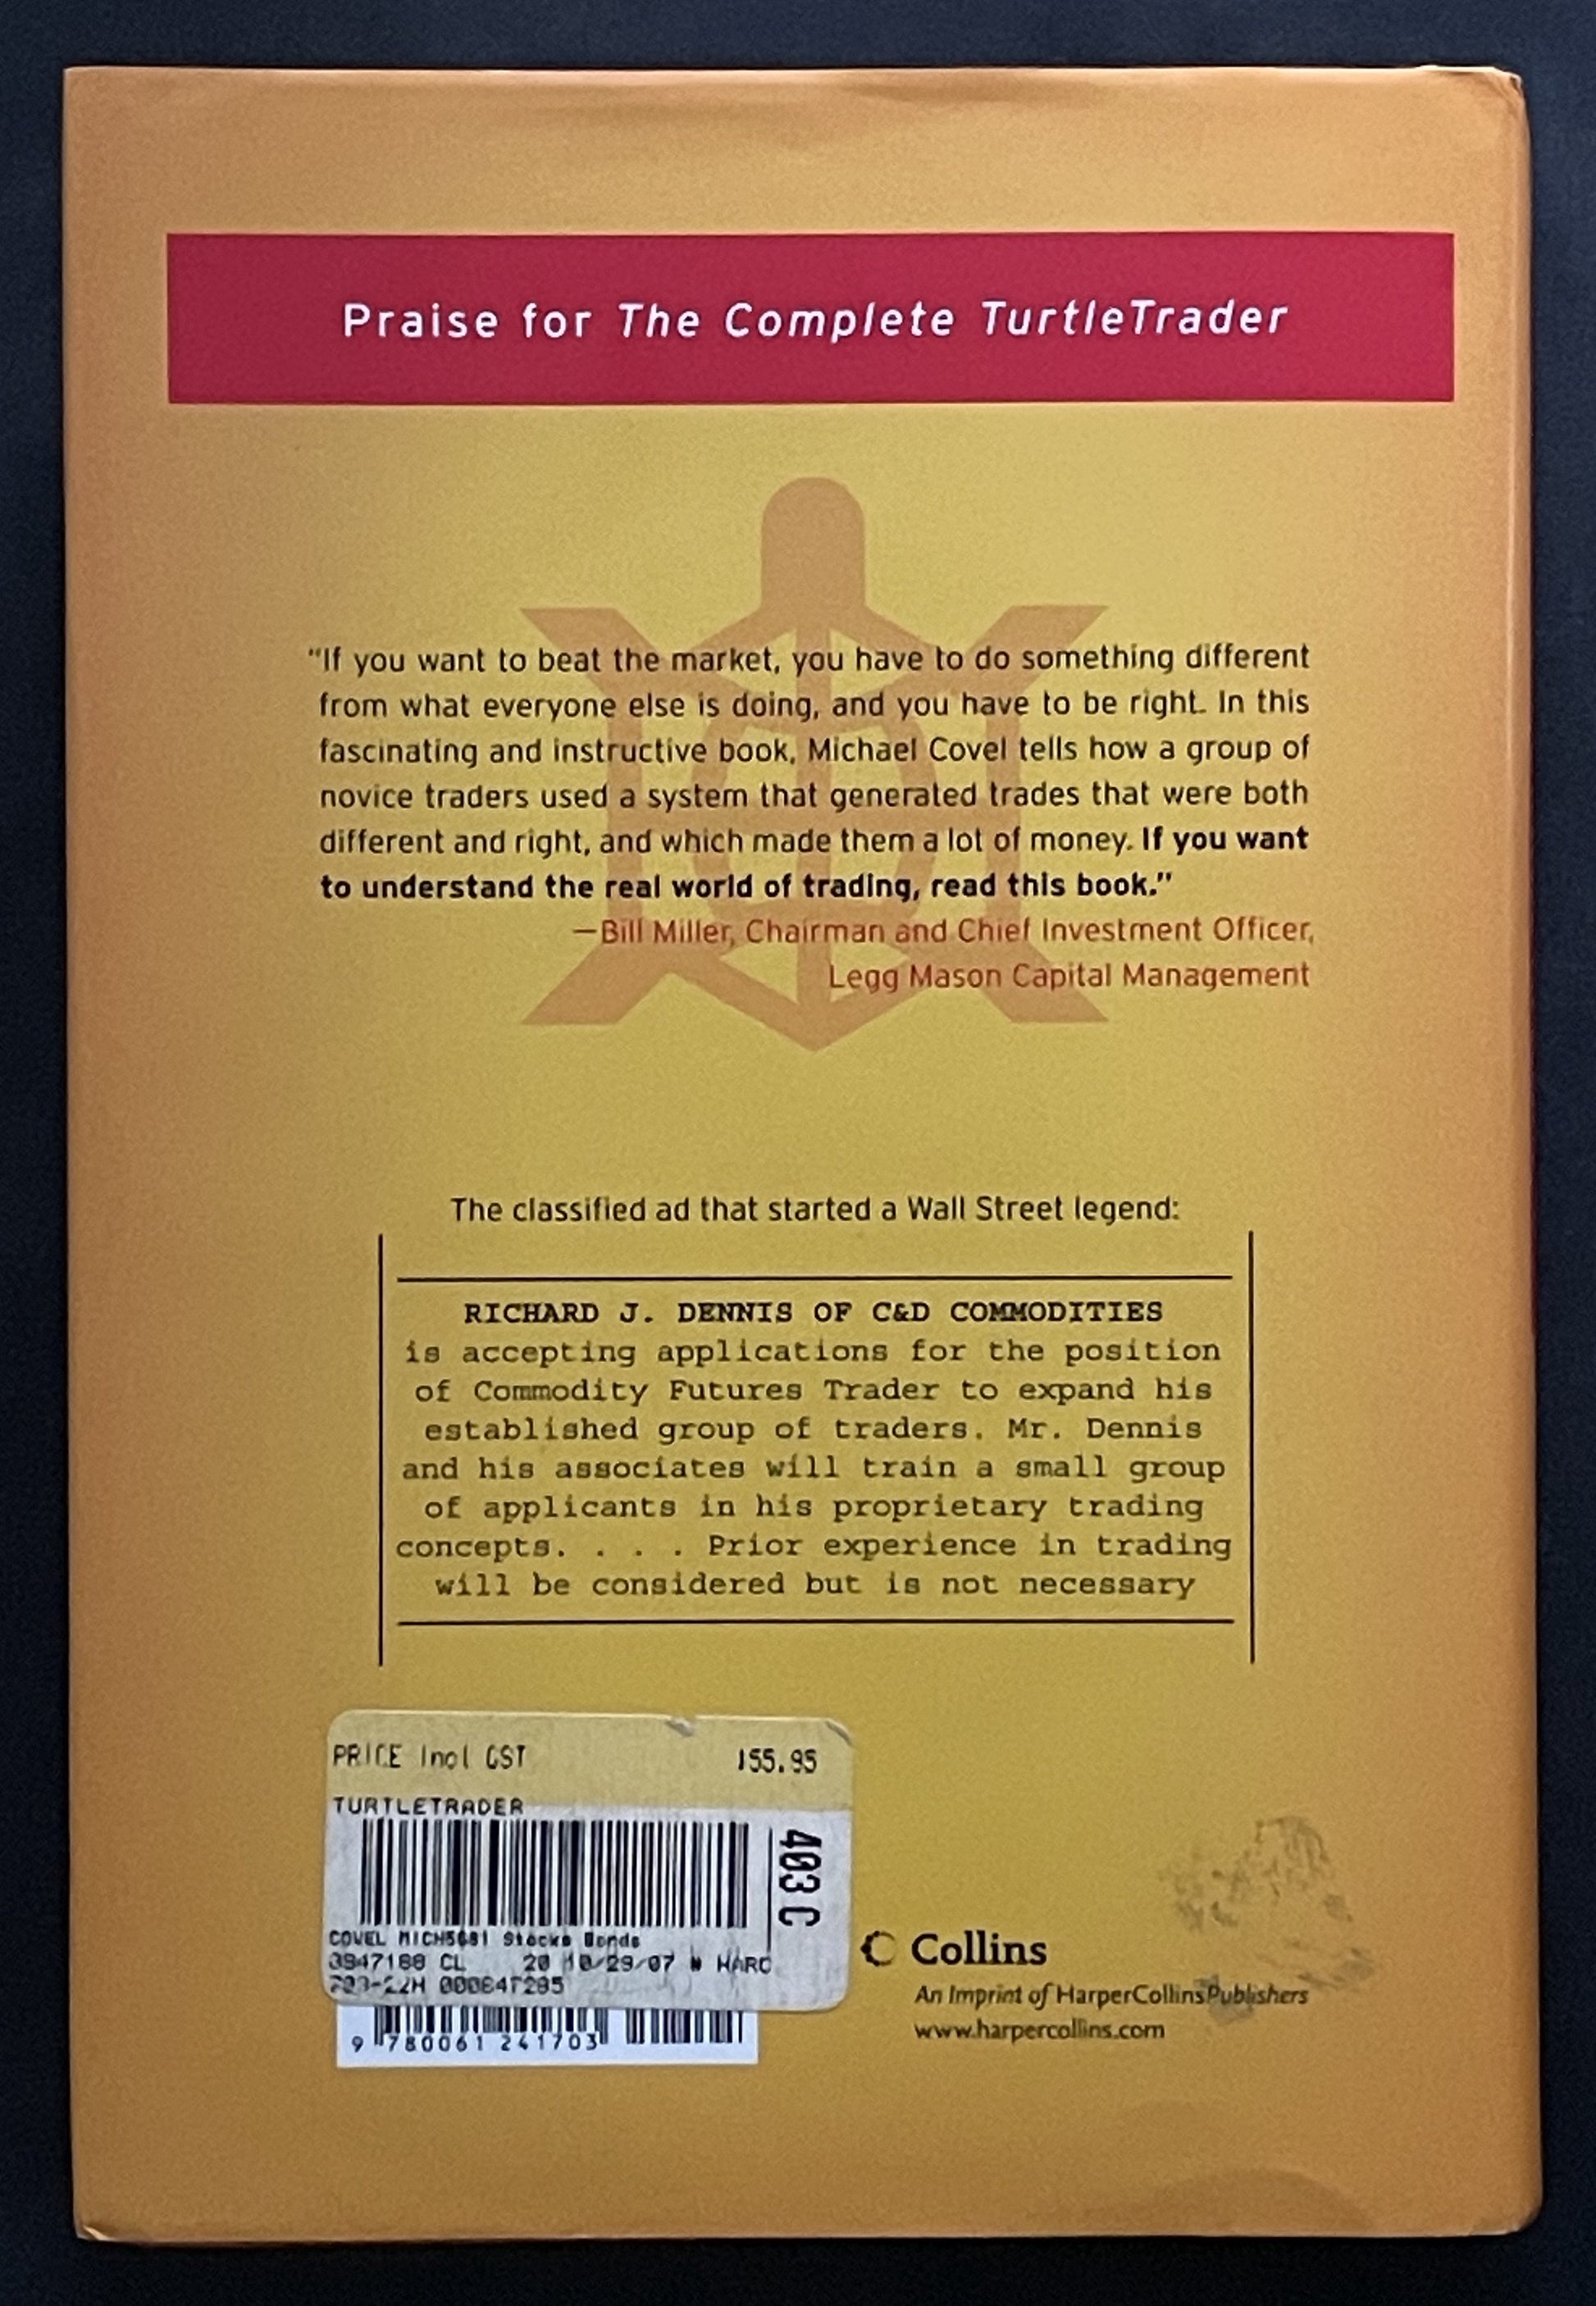 Praise for The Complete TurtleTrader
"If you want to beat the market, you have to do something different
from what everyone else is doing, and you have to be right. In this
fascinating and instructive book, Michael Covel tells how a group of
novice traders used a system that generated trades that were both
different and right, and which made them a lot of money. If you want
to understand the real world of trading, read this book."
—Bill Miller, Chairman and Chief Investment Officer,
Legg Mason Capital Management
The classified ad that started a Wall Street legend:
RICHARD J. DENNIS OF C&D COMMODITIES
is accepting applications for the position
of Commodity Futures Trader to expand his
established group of traders. Mr. Dennis
and his associates will train a small group
of applicants in his proprietary trading
concepts. . . . Prior experience in trading
will be considered but is not necessary
PRICE Incl GST $55.95
TURTLETRADER
403 C
COVEL MICH5681 Stocks Bonds
CL 20 10/29/07 HARC
9 780061 241703
Collins
An Imprint of HarperCollinsPublishers
www.harpercollins.com